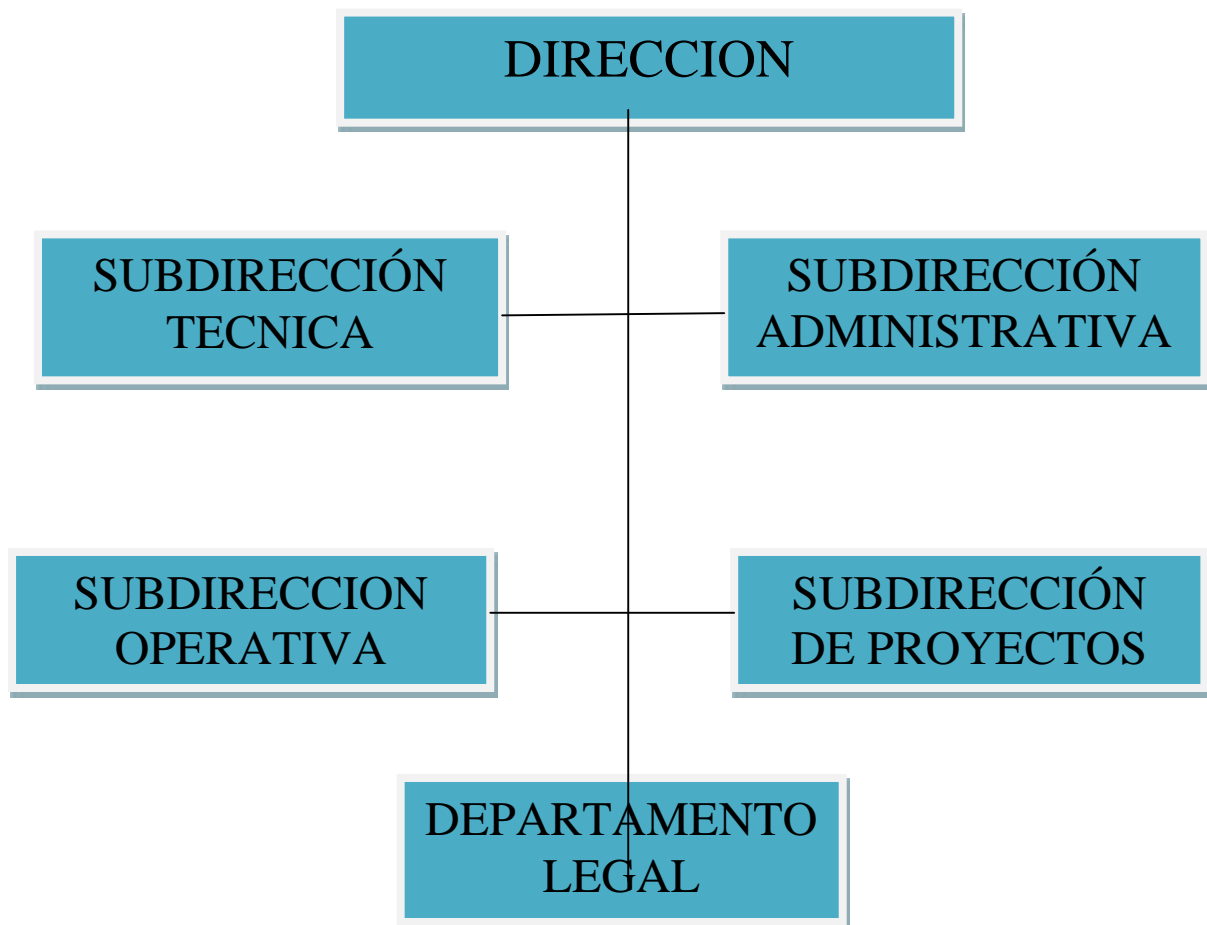 DIRECCION
SUBDIRECCIÓN
TECNICA
SUBDIRECCIÓN
ADMINISTRATIVA
SUBDIRECCION
OPERATIVA
SUBDIRECCIÓN
DE PROYECTOS
DEPARTAMENTO
LEGAL